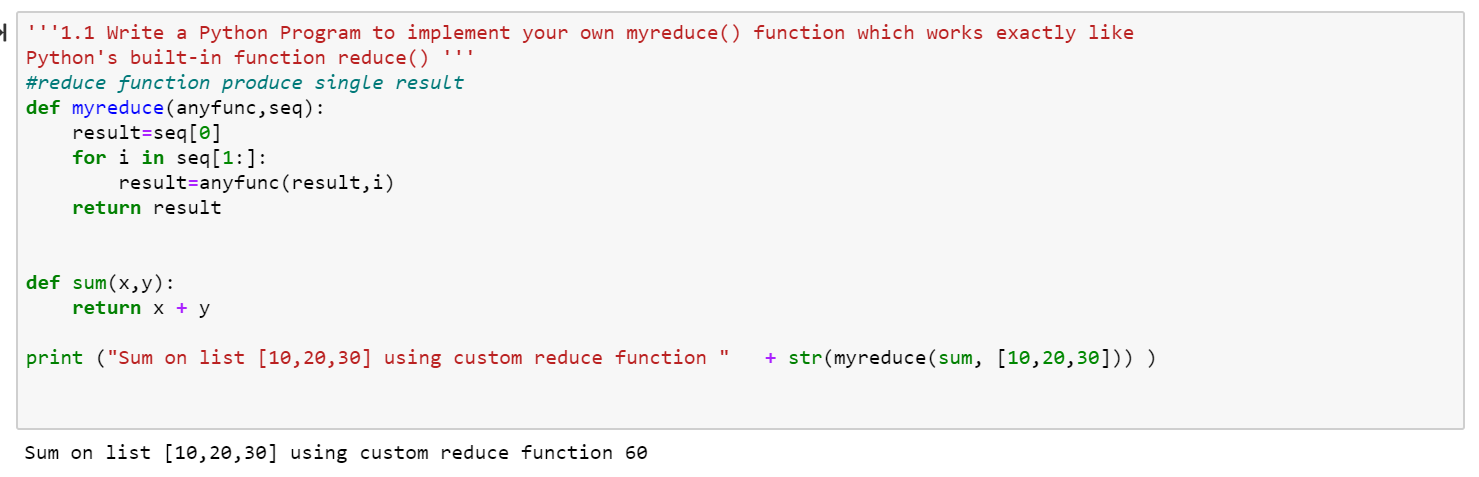 '''1.1 Write a Python Program to implement your own myreduce() function which works exactly like
Python's built-in function reduce() '''
#reduce function produce single result
def myreduce(anyfunc,seq):
    result=seq[0]
    for i in seq[1:]:
        result=anyfunc(result,i)
    return result
def sum(x,y):
    return x + y
print ("Sum on list [10,20,30] using custom reduce function "   + str(myreduce(sum, [10,20,30])) )
Sum on list [10,20,30] using custom reduce function 60